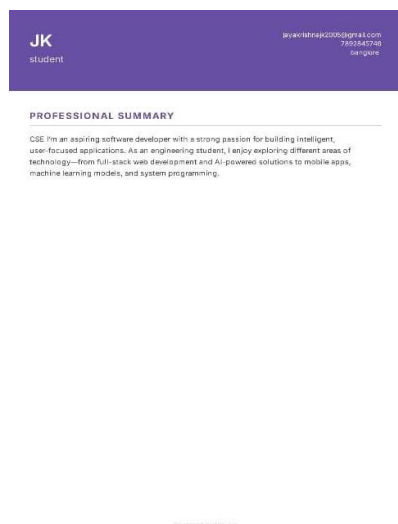 JK
student
jayakrishnajk2005@gmail.com
7892845746
banglore
PROFESSIONAL SUMMARY
CSE I'm an aspiring software developer with a strong passion for building intelligent,
user-focused applications. As an engineering student, I enjoy exploring different areas of
technology—from full-stack web development and AI-powered solutions to mobile apps,
machine learning models, and system programming.